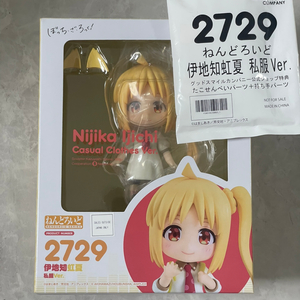 ぼっち・ざ・ろっく!
Nijika Ijichi
Casual Clothes Ver.
ねんどろいど
2729
伊地知虹夏
私服Ver.
COMPANY
2729
ねんどろいど
伊地知虹夏 私服 Ver.
グッドスマイルカンパニー公式ショップ特典
たこせんべいパーツ+持ち手パーツ